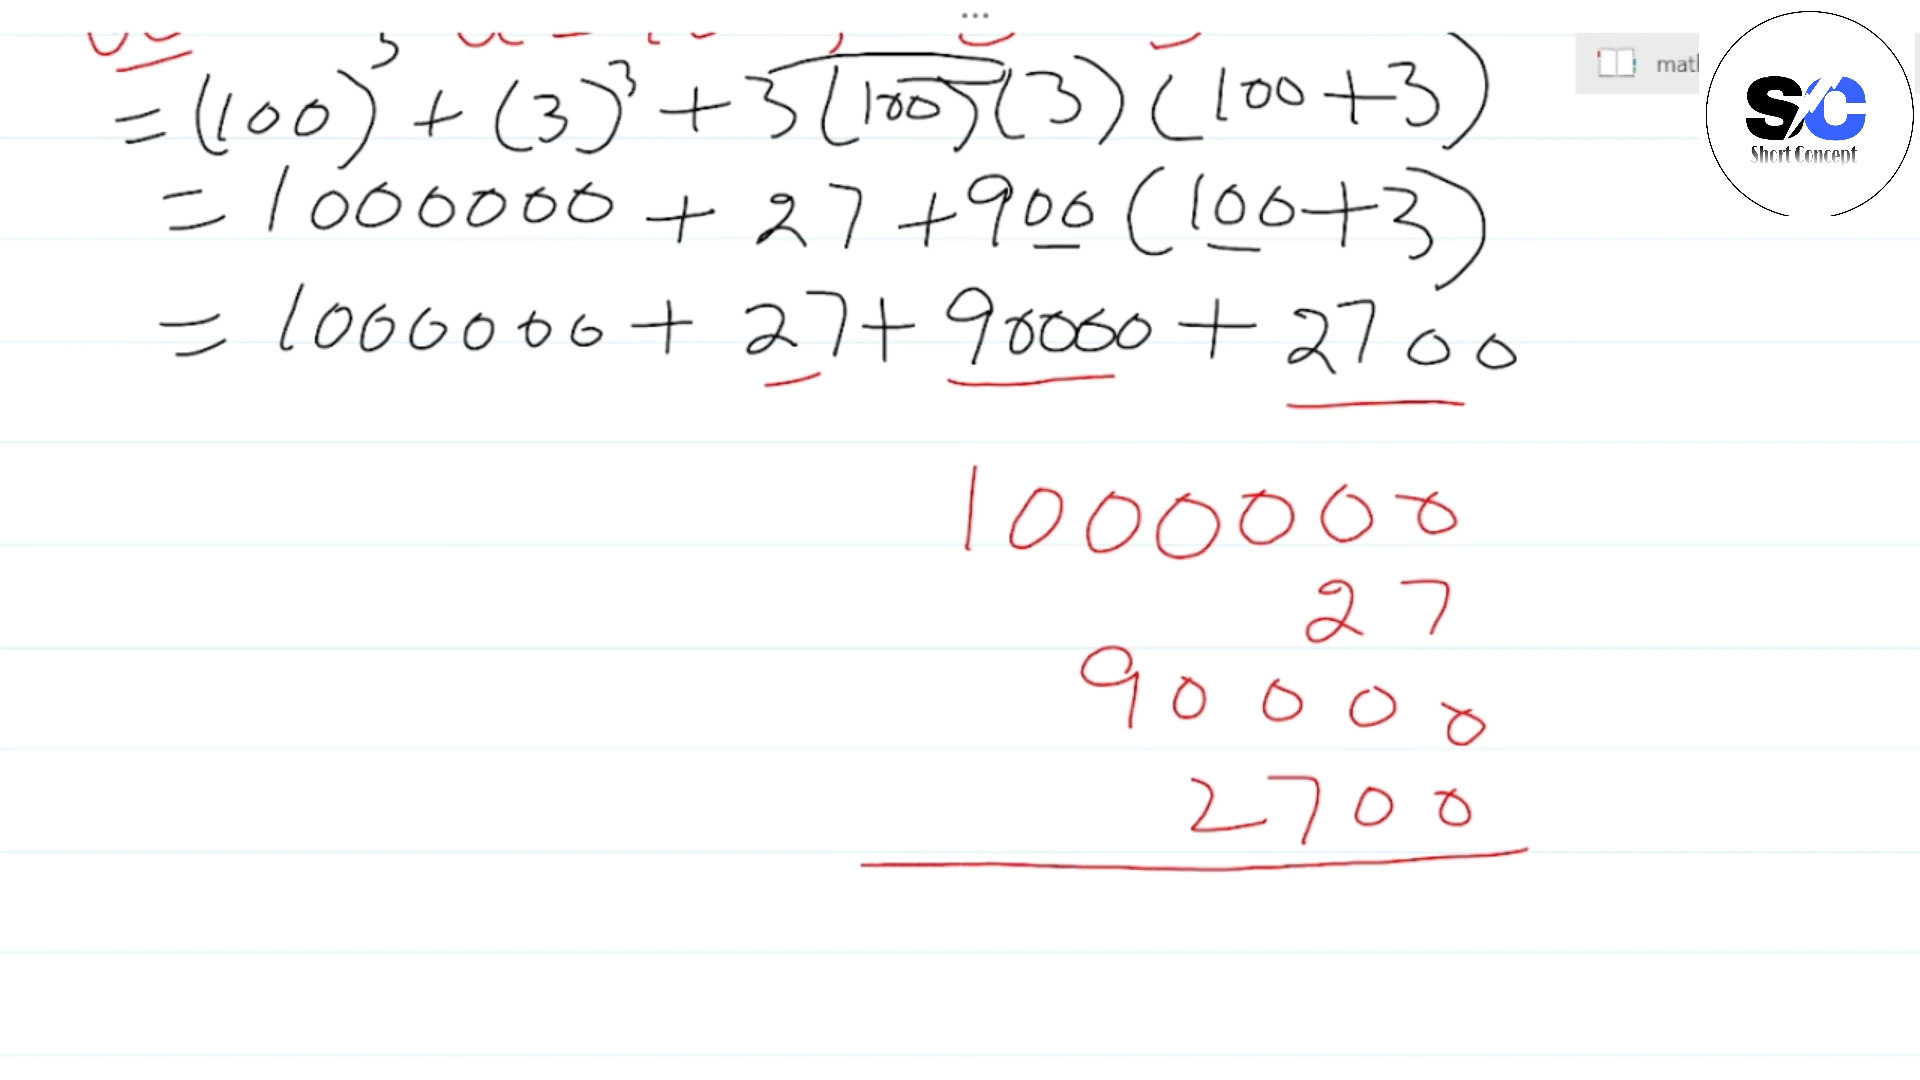 ...
= (100)³ + (3)³ + 3(100)(3)(100+3)
= 1000000 + 27 + 900 (100+3)
= 1000000 + 27 + 90000 + 2700
1000000
27
90000
2700
SC
Short Concept